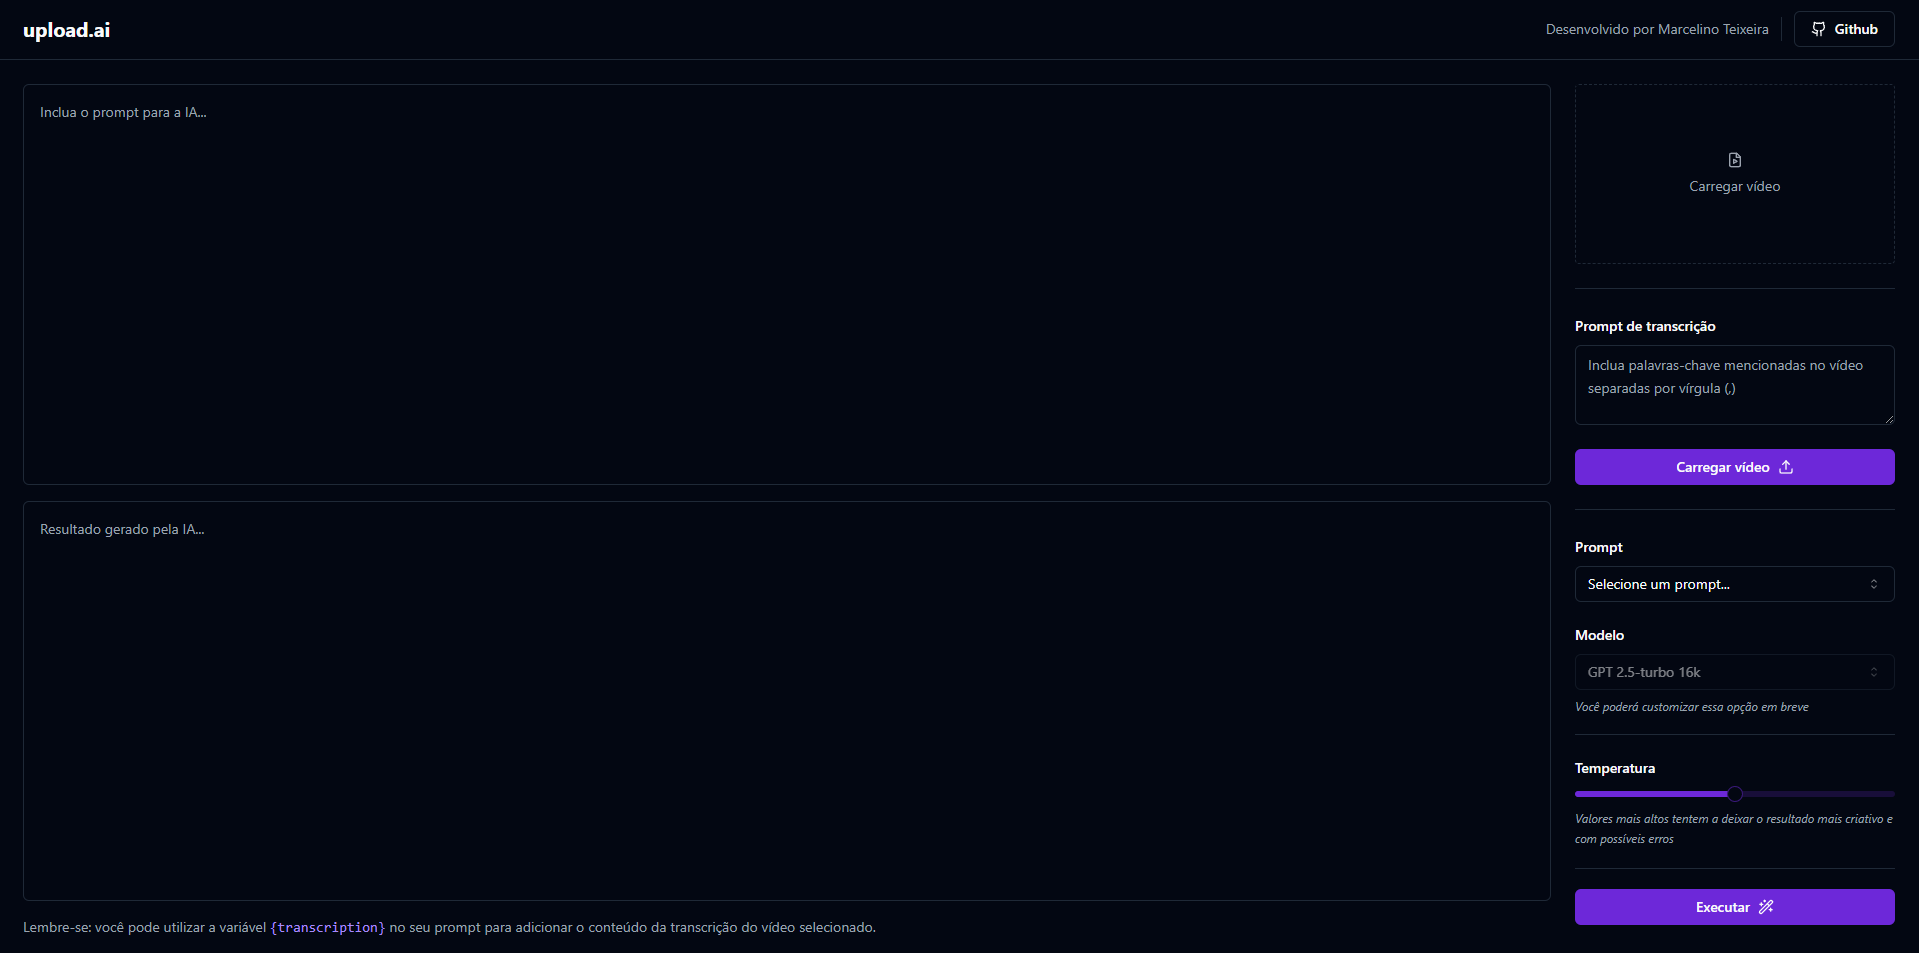 upload.ai
Desenvolvido por Marcelino Teixeira
Github
Inclua o prompt para a IA...
Resultado gerado pela IA...
Lembre-se: você pode utilizar a variável {transcription} no seu prompt para adicionar o conteúdo da transcrição do vídeo selecionado.
Carregar vídeo
Prompt de transcrição
Inclua palavras-chave mencionadas no vídeo
separadas por vírgula (,)
Carregar vídeo
Prompt
Selecione um prompt...
Modelo
GPT 2.5-turbo 16k
Você poderá customizar essa opção em breve
Temperatura
Valores mais altos tentem a deixar o resultado mais criativo e
com possíveis erros
Executar